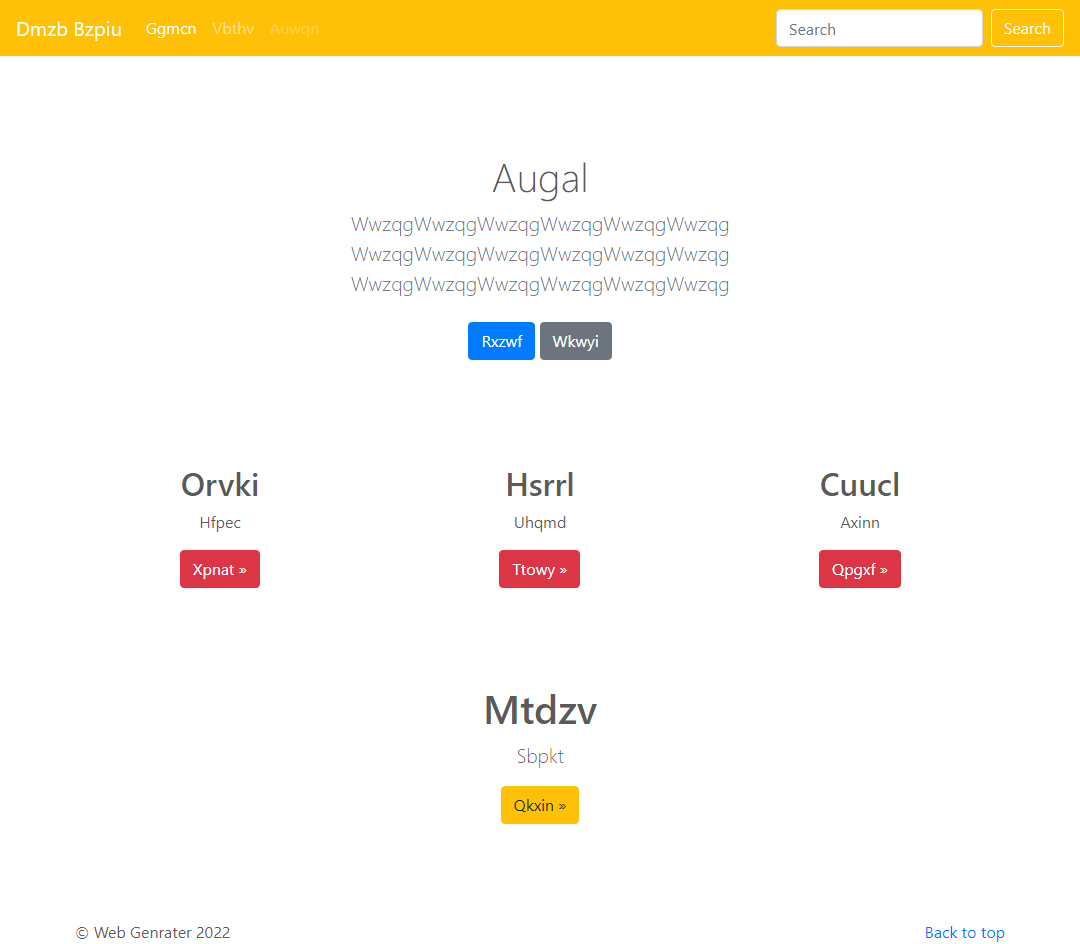 Dmzb Bzpiu Ggmcn Vbthv Auwqn Search Search
Augal
WwzqgWwzqgWwzqgWwzqgWwzqgWwzqg
WwzqgWwzqgWwzqgWwzqgWwzqgWwzqg
WwzqgWwzqgWwzqgWwzqgWwzqgWwzqg
Rxzwf Wkwyi
Orvki Hsrrl Cuucl
Hfpec Uhqmd Axinn
Xpnat » Ttowy » Qpgxf »
Mtdzv
Sbpkt
Qkxin »
© Web Genrater 2022 Back to top